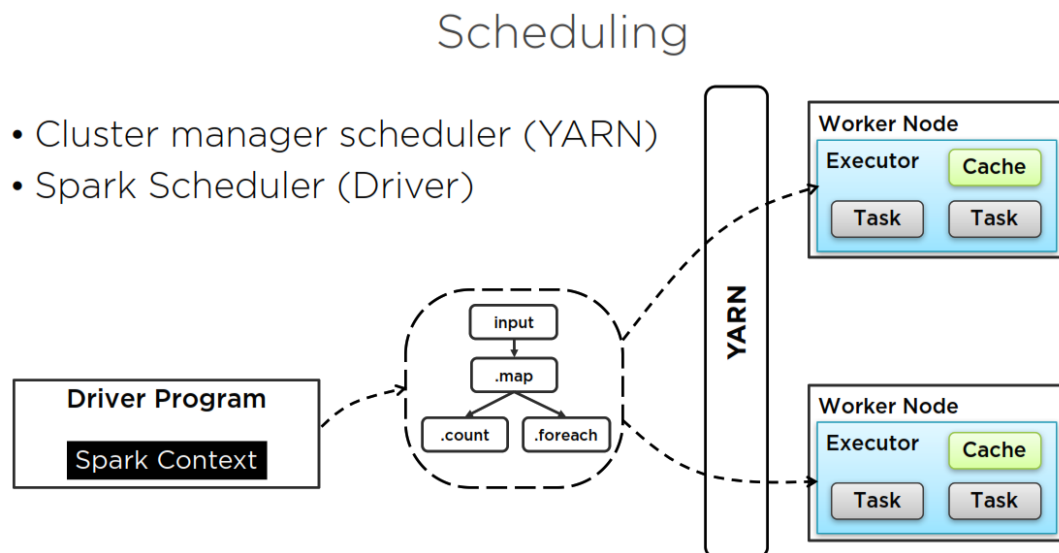 Scheduling
• Cluster manager scheduler (YARN)
• Spark Scheduler (Driver)
Driver Program
Spark Context
input
.map
.count
.foreach
YARN
Worker Node
Executor
Cache
Task
Task
Worker Node
Executor
Cache
Task
Task